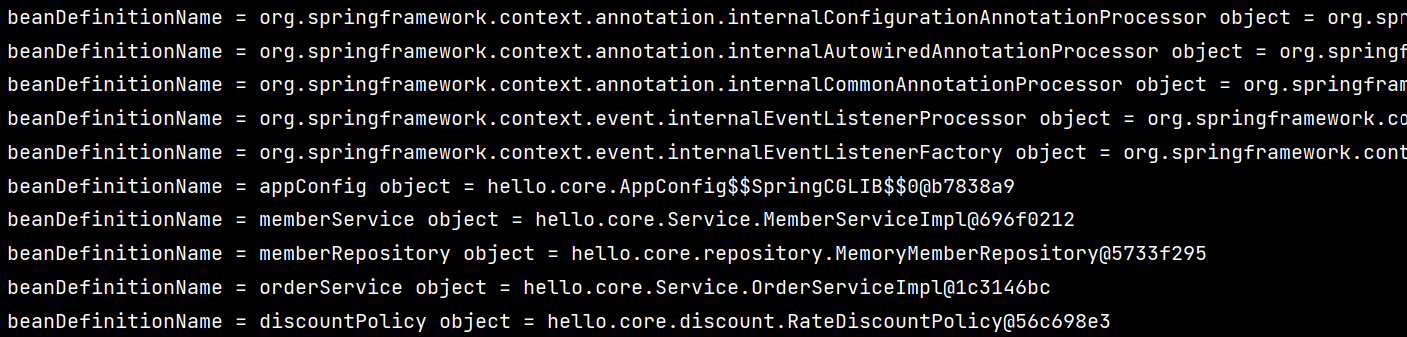 beanDefinitionName = org.springframework.context.annotation.internalConfigurationAnnotationProcessor object = org.spr
beanDefinitionName = org.springframework.context.annotation.internalAutowiredAnnotationProcessor object = org.springf
beanDefinitionName = org.springframework.context.annotation.internalCommonAnnotationProcessor object = org.springfram
beanDefinitionName = org.springframework.context.event.internalEventListenerProcessor object = org.springframework.co
beanDefinitionName = org.springframework.context.event.internalEventListenerFactory object = org.springframework.cont
beanDefinitionName = appConfig object = hello.core.AppConfig$$SpringCGLIB$$0@b7838a9
beanDefinitionName = memberService object = hello.core.Service.MemberServiceImpl@696f0212
beanDefinitionName = memberRepository object = hello.core.repository.MemoryMemberRepository@5733f295
beanDefinitionName = orderService object = hello.core.Service.OrderServiceImpl@1c3146bc
beanDefinitionName = discountPolicy object = hello.core.discount.RateDiscountPolicy@56c698e3